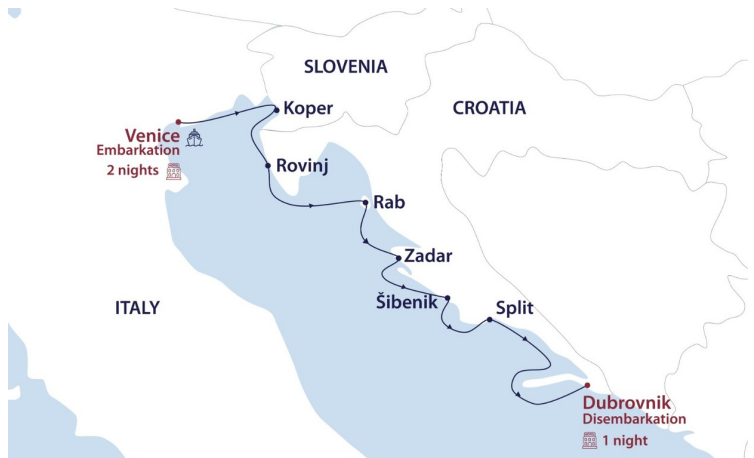 SLOVENIA
CROATIA
Koper
Venice
Embarkation
2 nights
Rovinj
Rab
Zadar
Šibenik
Split
ITALY
Dubrovnik
Disembarkation
1 night